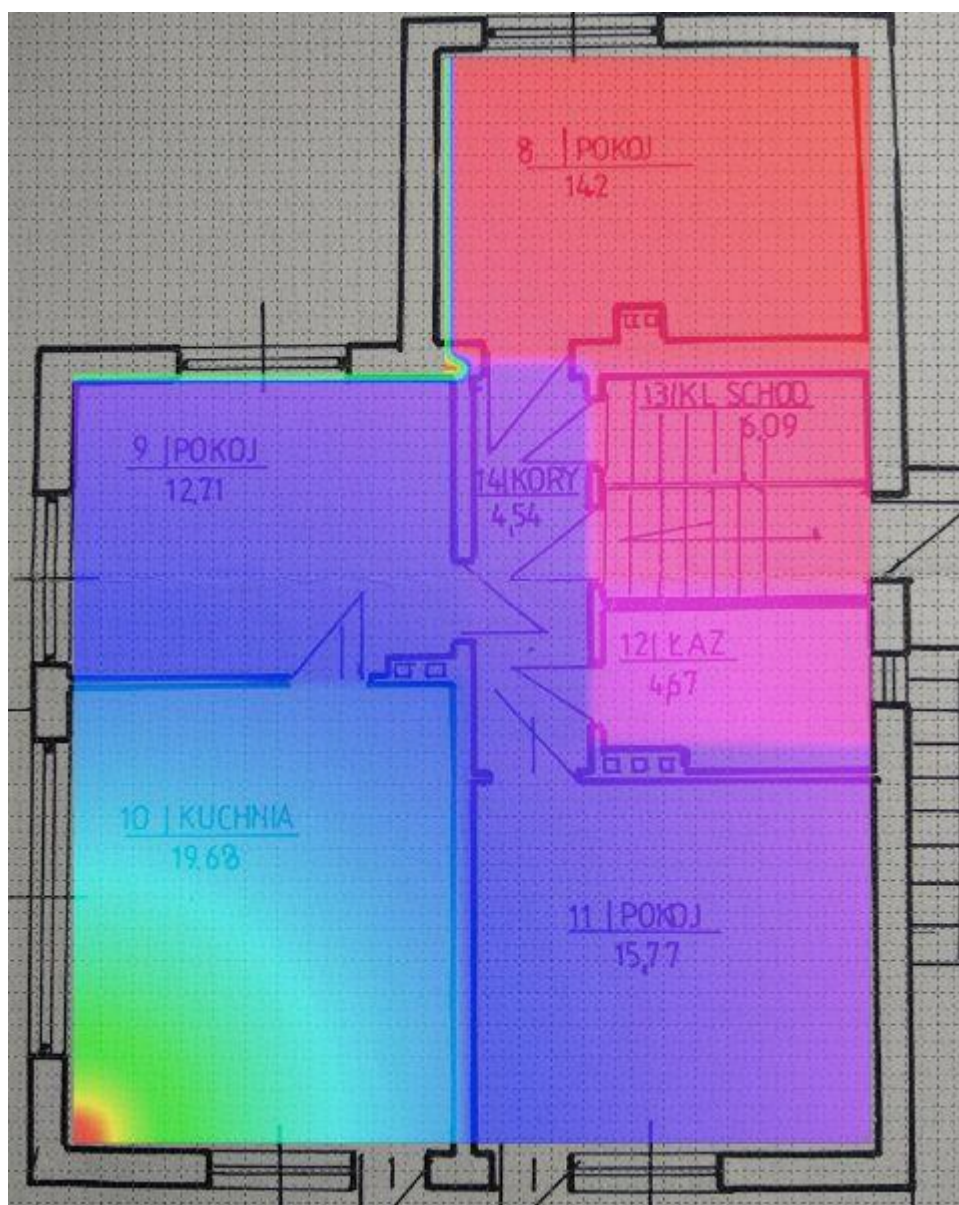 8 | POKOJ
14,2
13|KL SCHOD
6,09
9 |POKOJ
12,71
14|KORY
4,54
12| ŁAZ
4,67
10 | KUCHNIA
19,68
11 |POKOJ
15,77